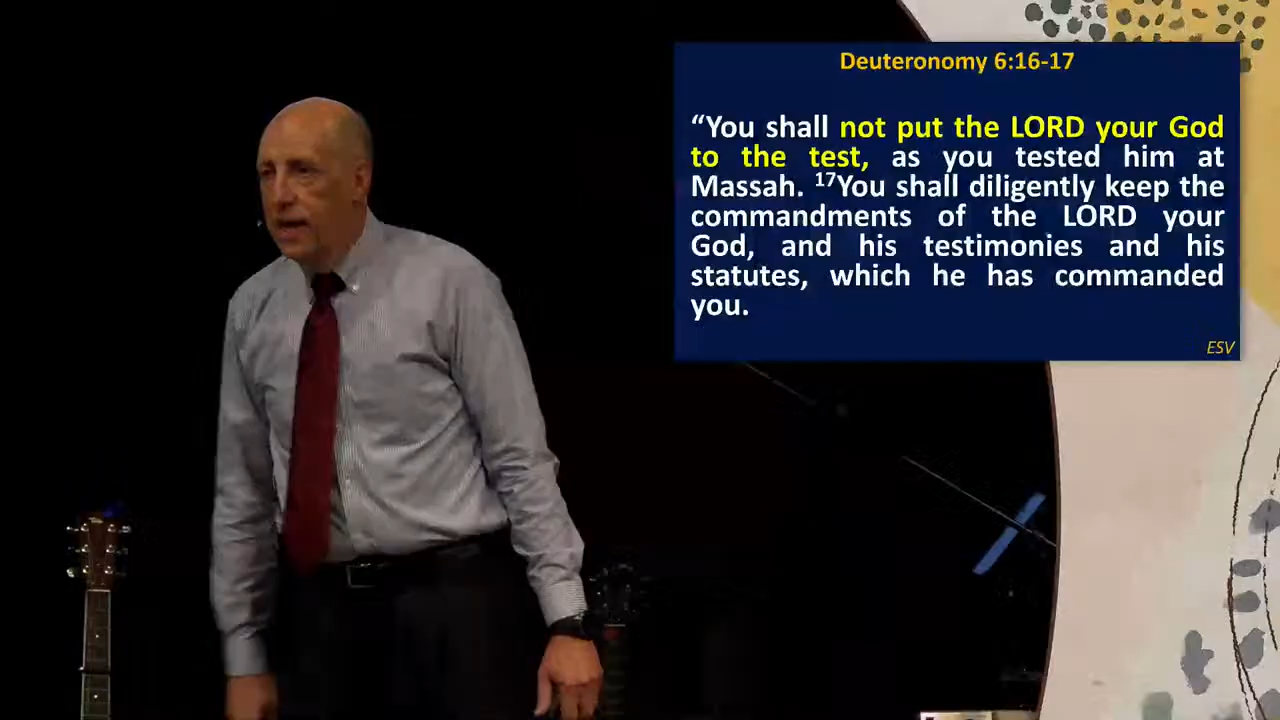 Deuteronomy 6:16-17
“You shall not put the LORD your God
to the test, as you tested him at
Massah. ¹⁷You shall diligently keep the
commandments of the LORD your
God, and his testimonies and his
statutes, which he has commanded
you.
ESV